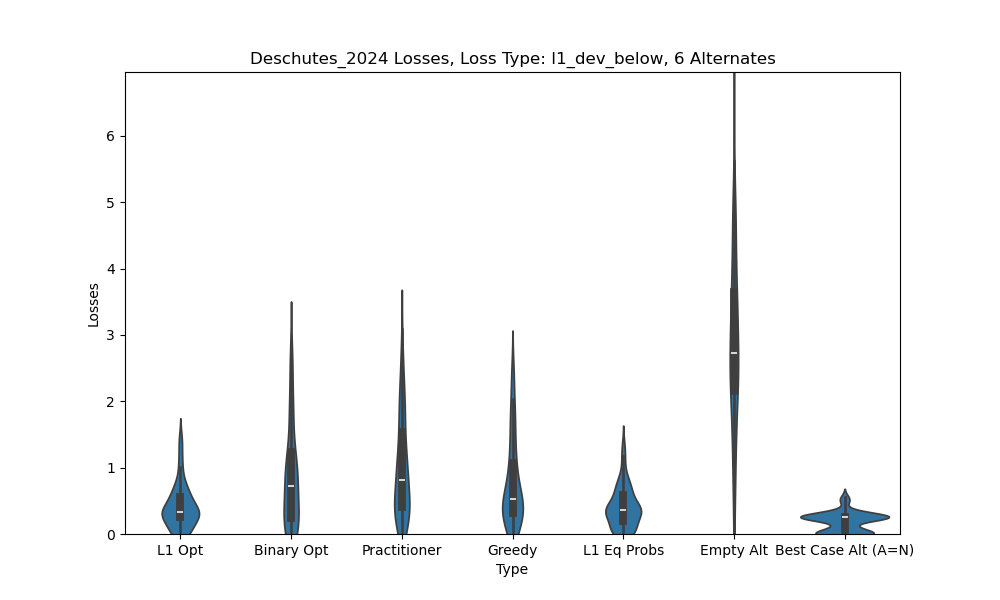 Deschutes_2024 Losses, Loss Type: l1_dev_below, 6 Alternates
Losses
6
5
4
3
2
1
0
L1 Opt
Binary Opt
Practitioner
Greedy
L1 Eq Probs
Empty Alt
Best Case Alt (A=N)
Type